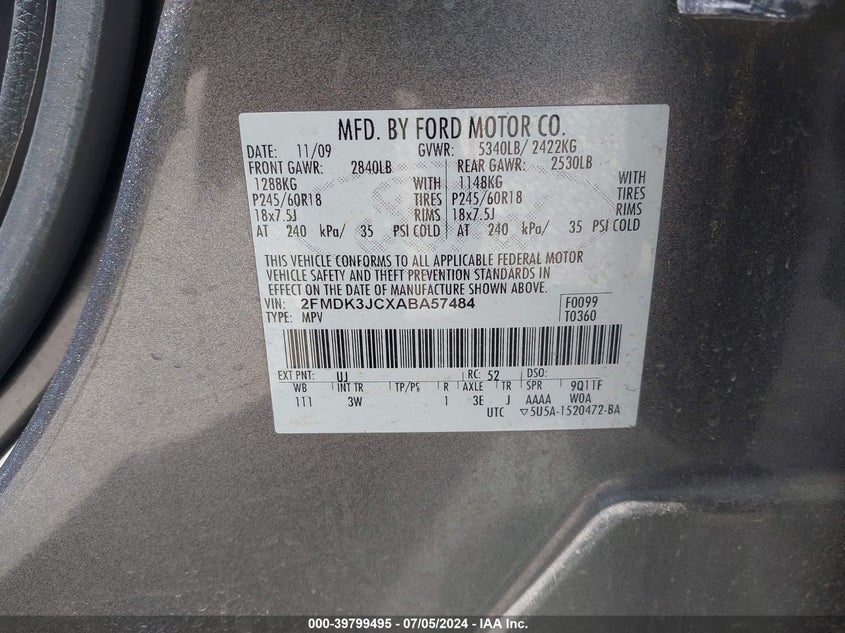 MFD. BY FORD MOTOR CO.
DATE: 11/09 GVWR: 5340LB/ 2422KG
FRONT GAWR: 2840LB REAR GAWR: 2530LB
1288KG WITH 1148KG WITH
P245/60R18 TIRES P245/60R18 TIRES
18x7.5J RIMS 18x7.5J RIMS
AT 240 kPa/ 35 PSI COLD AT 240 kPa/ 35 PSI COLD
THIS VEHICLE CONFORMS TO ALL APPLICABLE FEDERAL MOTOR
VEHICLE SAFETY AND THEFT PREVENTION STANDARDS IN
EFFECT ON THE DATE OF MANUFACTURE SHOWN ABOVE.
VIN: 2FMDK3JCXABA57484 F0099
TYPE: MPV T0360
EXT PNT: UJ RC: 52 DSO:
WB INT TR TP/PS R AXLE TR SPR 9Q11F
111 3W 1 3E J AAAA W0A
UTC ▽5U5A-1520472-BA
000-39799495 - 07/05/2024 - IAA Inc.